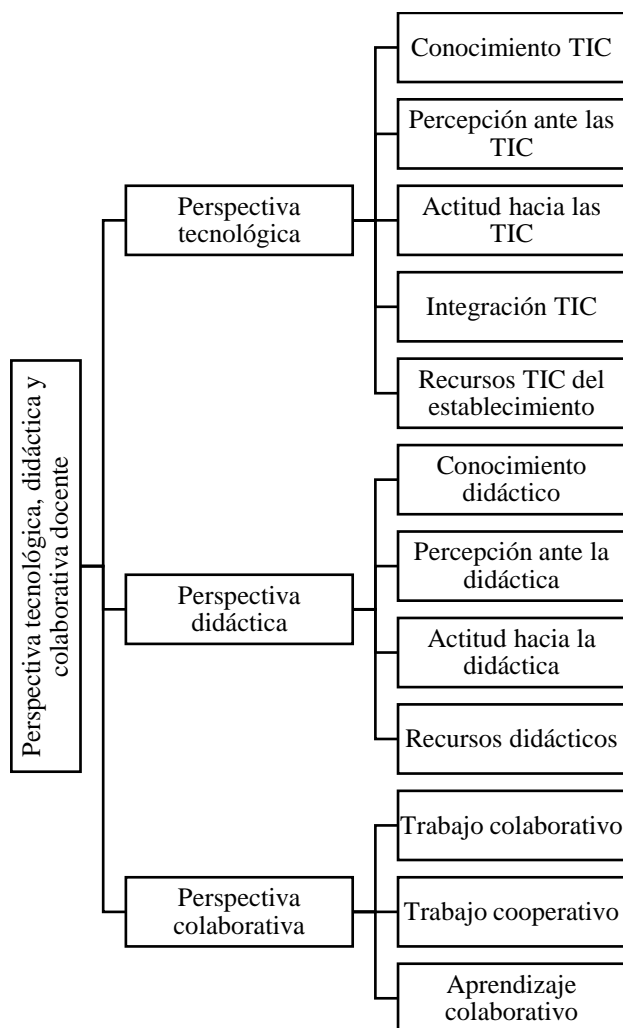 Perspectiva tecnológica, didáctica y
colaborativa docente
Perspectiva
tecnológica
Conocimiento TIC
Percepción ante las
TIC
Actitud hacia las
TIC
Integración TIC
Recursos TIC del
establecimiento
Perspectiva
didáctica
Conocimiento
didáctico
Percepción ante la
didáctica
Actitud hacia la
didáctica
Recursos didácticos
Perspectiva
colaborativa
Trabajo colaborativo
Trabajo cooperativo
Aprendizaje
colaborativo